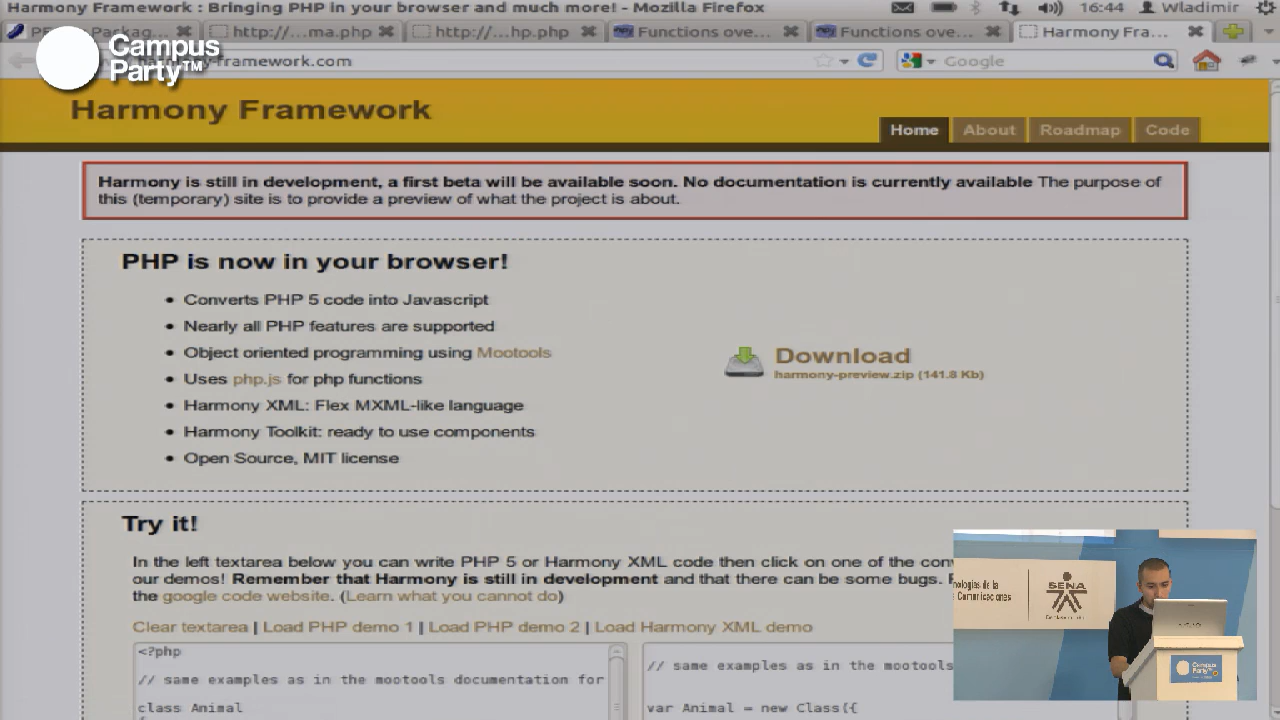 Harmony Framework : Bringing PHP in your browser and much more! - Mozilla Firefox
16:44
Wladimir
http://...ma.php
http://...hp.php
Functions ove...
Functions ove...
Harmony Fra...
Campus
Party™
framework.com
Google
Harmony Framework
Home
About
Roadmap
Code
Harmony is still in development, a first beta will be available soon. No documentation is currently available The purpose of
this (temporary) site is to provide a preview of what the project is about.
PHP is now in your browser!
• Converts PHP 5 code into Javascript
• Nearly all PHP features are supported
• Object oriented programming using Mootools
• Uses php.js for php functions
• Harmony XML: Flex MXML-like language
• Harmony Toolkit: ready to use components
• Open Source, MIT license
Download
harmony-preview.zip (141.8 Kb)
Try it!
In the left textarea below you can write PHP 5 or Harmony XML code then click on one of the
our demos! Remember that Harmony is still in development and that there can be some bugs.
the google code website. (Learn what you cannot do)
Clear textarea | Load PHP demo 1 | Load PHP demo 2 | Load Harmony XML demo
<?php
// same examples as in the mootools documentation for
class Animal
// same examples as in the mootools
var Animal = new Class({
SENA
Campus
Party